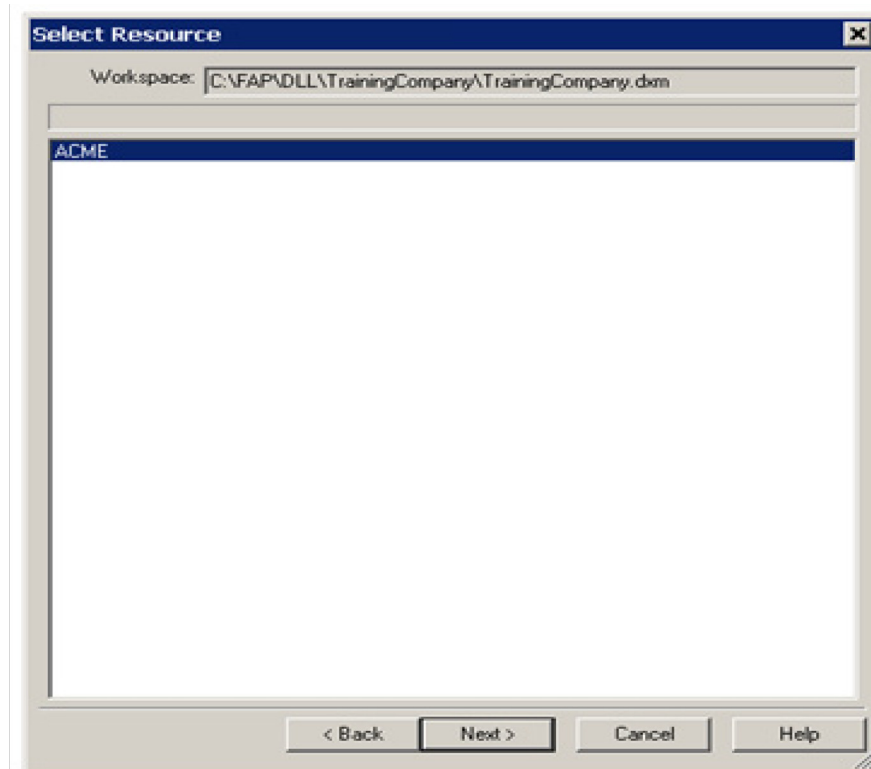 Select Resource
Workspace: C:\FAP\DLL\TrainingCompany\TrainingCompany.dxm
ACME
< Back Next > Cancel Help